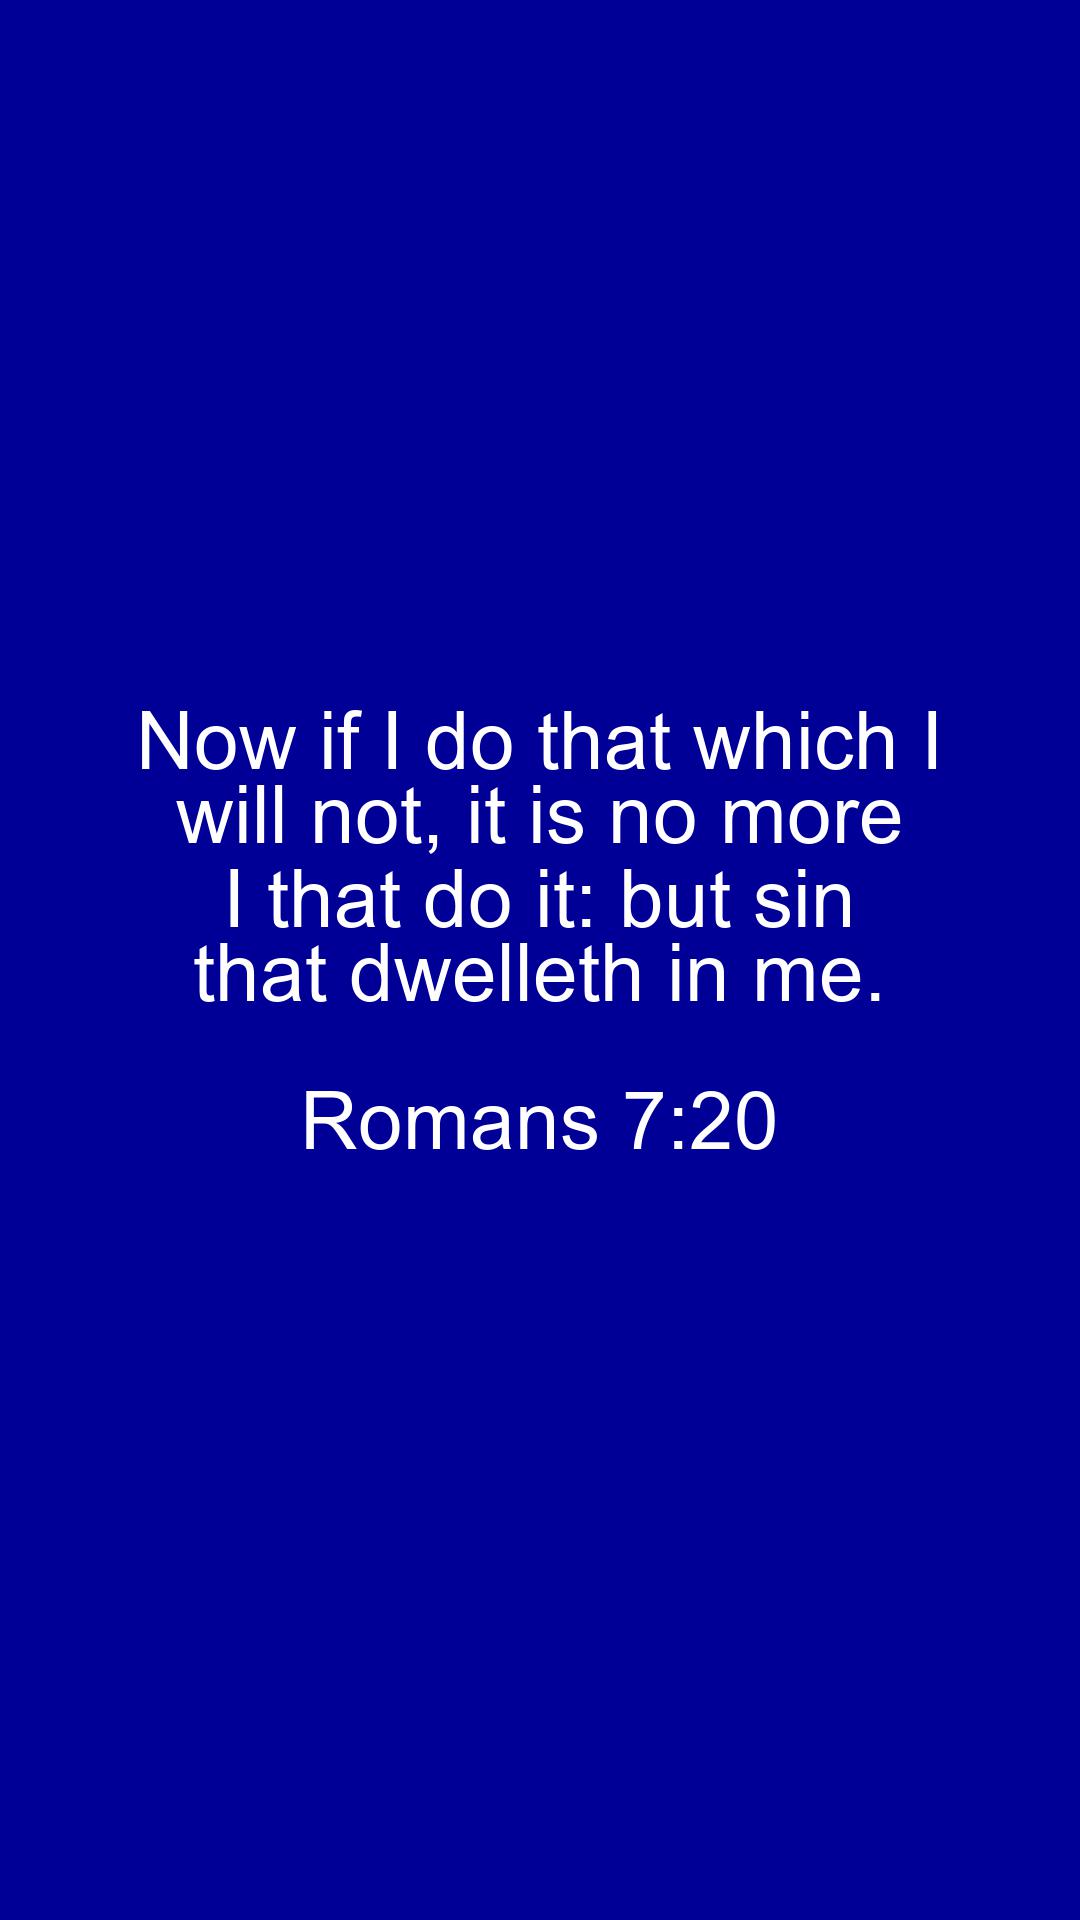 Now if I do that which I
will not, it is no more
I that do it: but sin
that dwelleth in me.
Romans 7:20